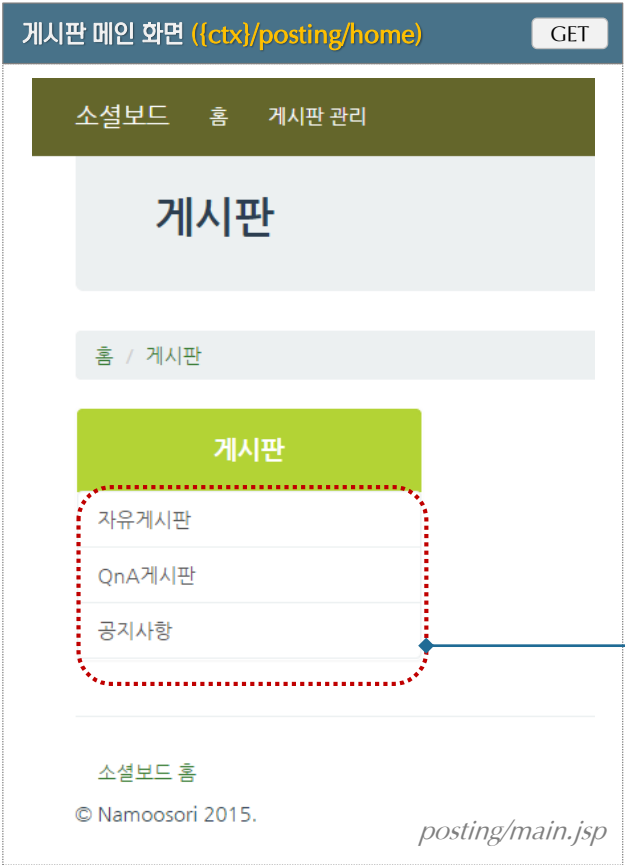 게시판 메인 화면 ({ctx}/posting/home) GET
소셜보드 홈 게시판 관리
게시판
홈 / 게시판
게시판
자유게시판
QnA게시판
공지사항
소셜보드 홈
© Namoosori 2015.
posting/main.jsp